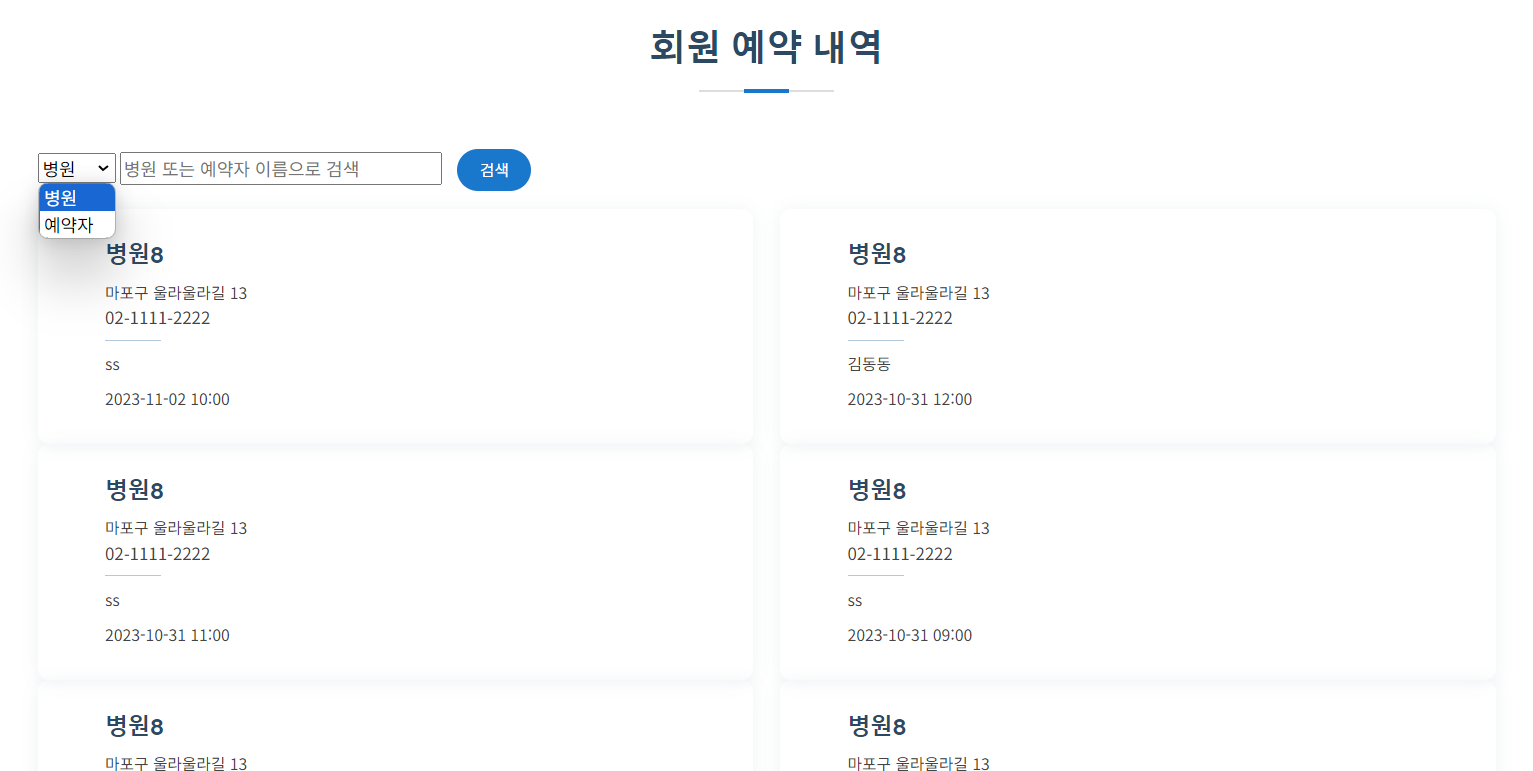 회원 예약 내역
병원 병원 또는 예약자 이름으로 검색 검색
병원
예약자
병원8
마포구 울라울라길 13
02-1111-2222
ss
2023-11-02 10:00
병원8
마포구 울라울라길 13
02-1111-2222
김동동
2023-10-31 12:00
병원8
마포구 울라울라길 13
02-1111-2222
ss
2023-10-31 11:00
병원8
마포구 울라울라길 13
02-1111-2222
ss
2023-10-31 09:00
병원8
마포구 울라울라길 13
병원8
마포구 울라울라길 13